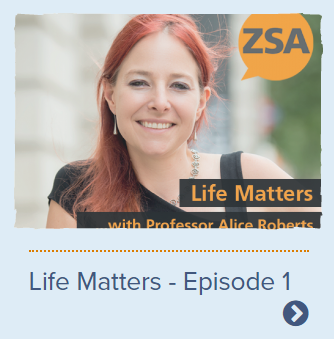 ZSA
Life Matters
with Professor Alice Roberts
Life Matters - Episode 1